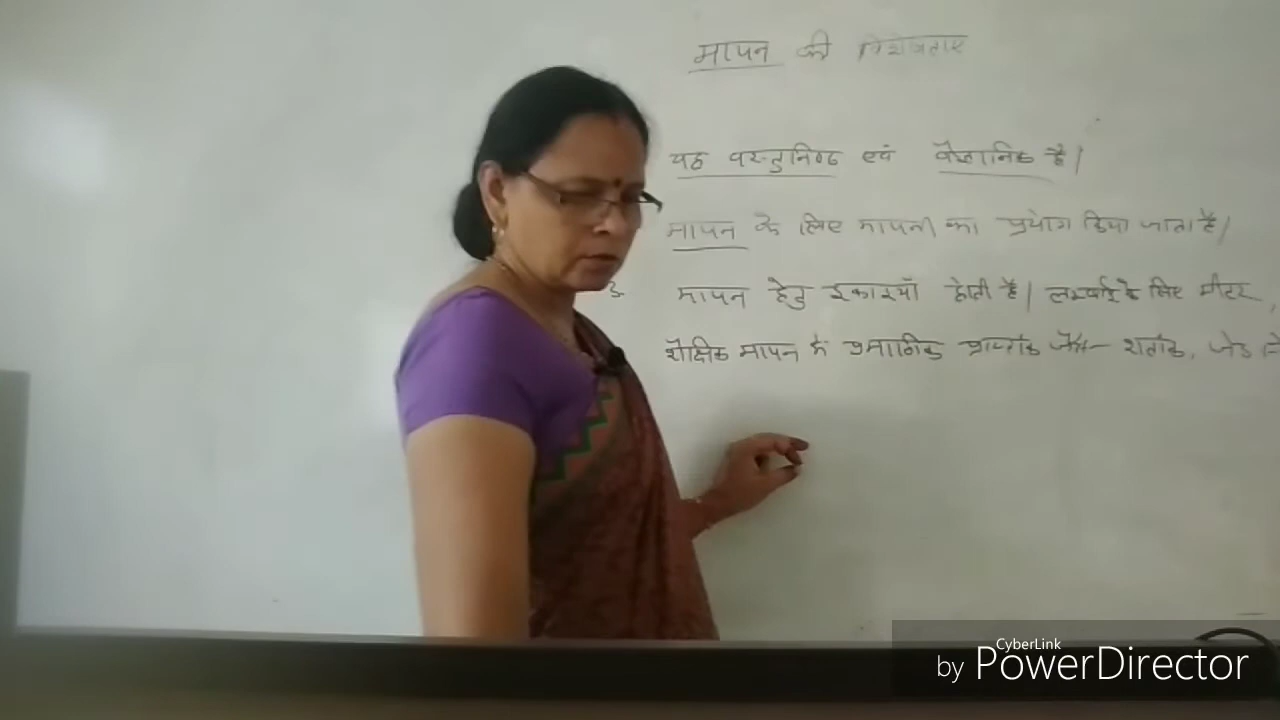 मापन की विशेषताएं
यह वस्तुनिष्ठ एवं वैज्ञानिक है।
मापन के लिए मापनी का प्रयोग किया जाता है।
3. मापन हेतु इकाइयाँ होती है। लम्बाई के लिए मीटर,
शैक्षिक मापन के प्रमाणिक प्राप्तांक जैसे- शतांक, जेड
CyberLink
by PowerDirector